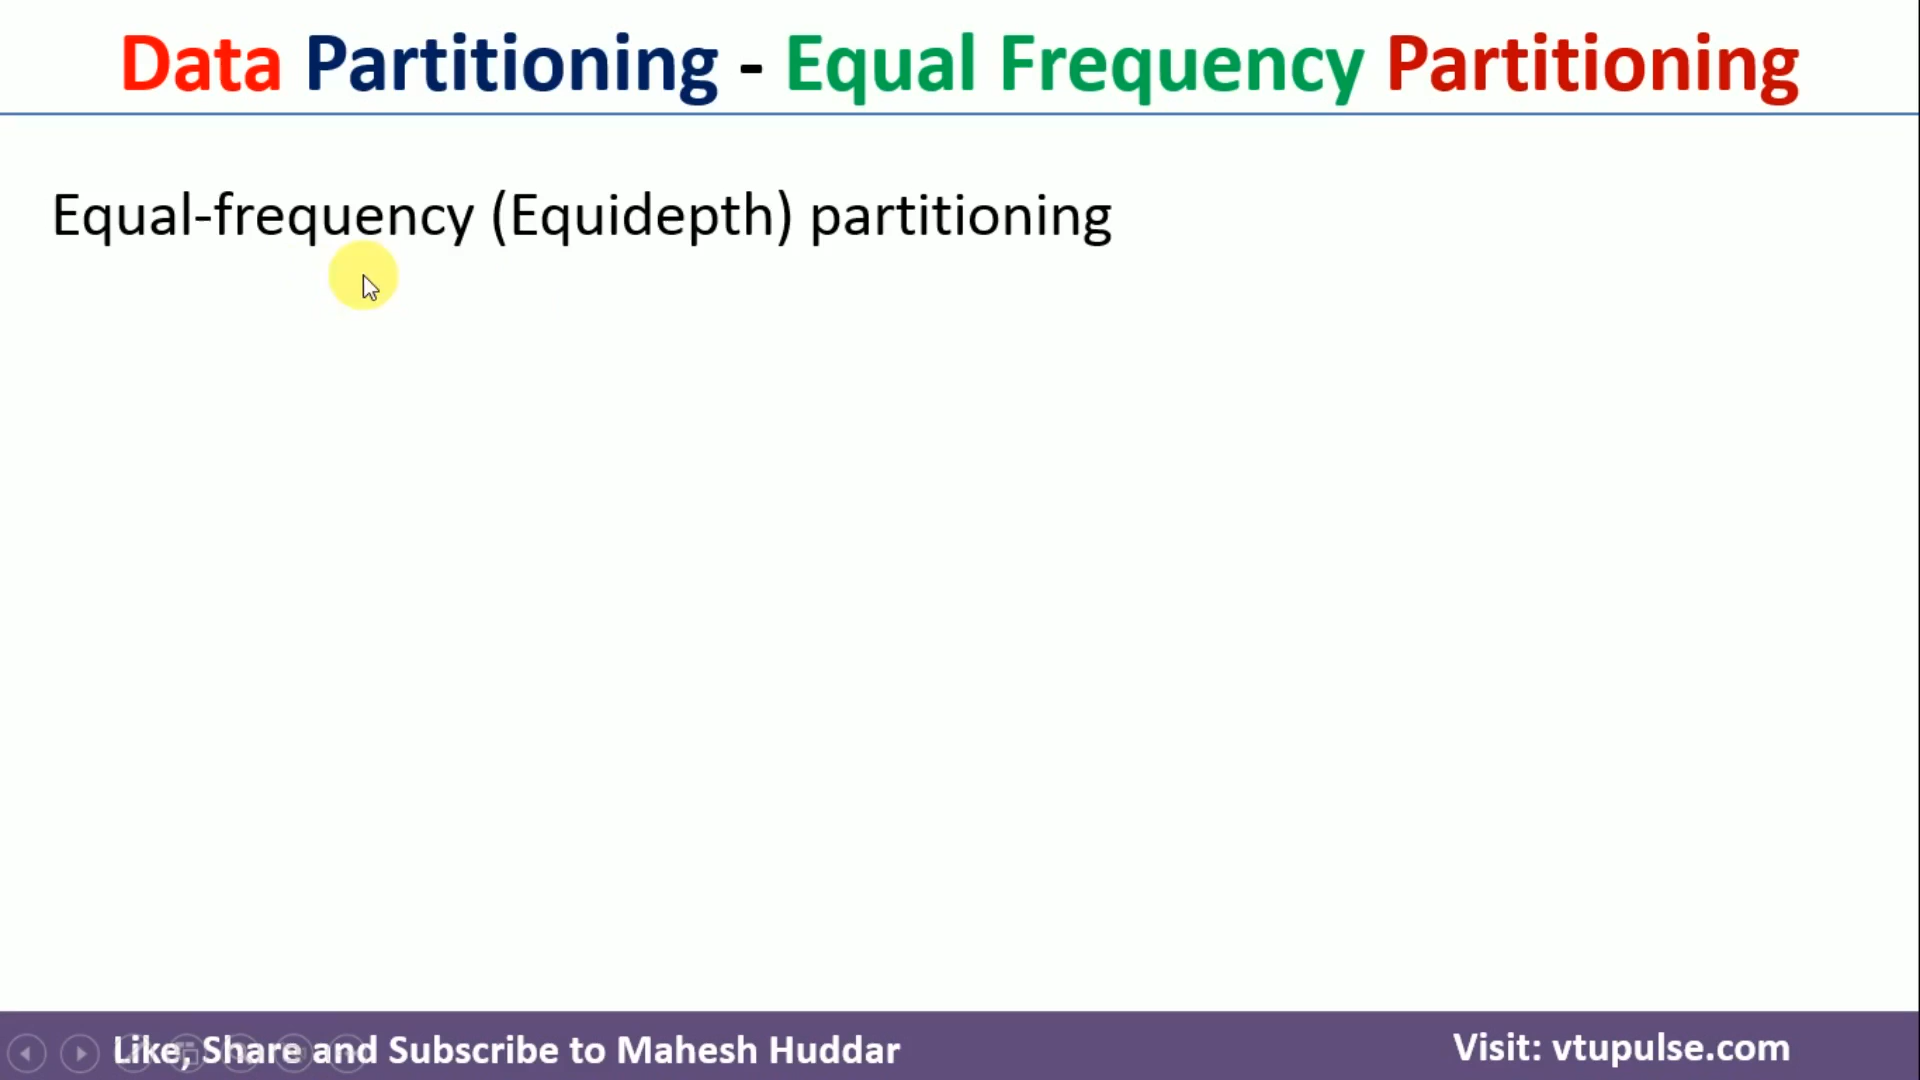 Data Partitioning - Equal Frequency Partitioning
Equal-frequency (Equidepth) partitioning
Like, Share and Subscribe to Mahesh Huddar
Visit: vtupulse.com